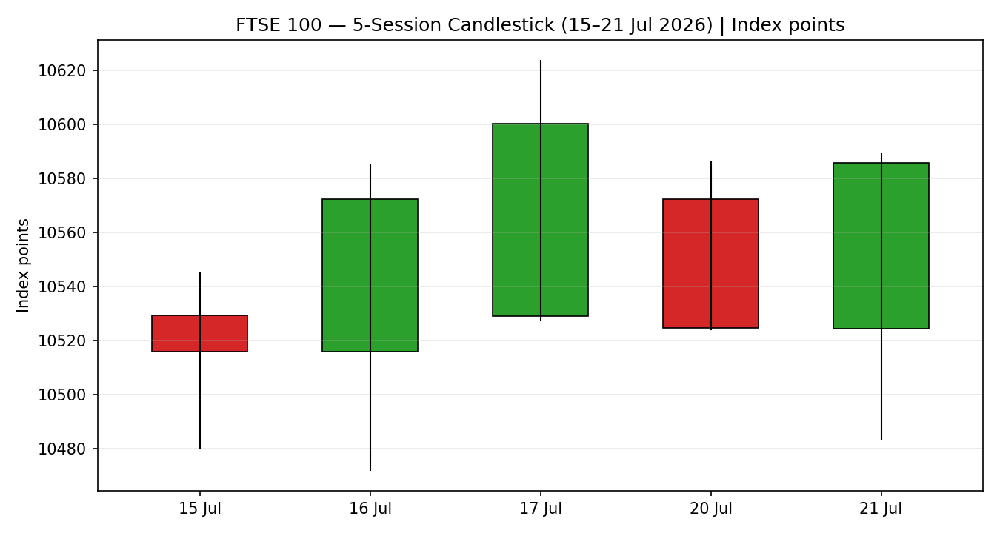 FTSE 100 — 5-Session Candlestick (15–21 Jul 2026) | Index points
Index points
10620
10600
10580
10560
10540
10520
10500
10480
15 Jul
16 Jul
17 Jul
20 Jul
21 Jul